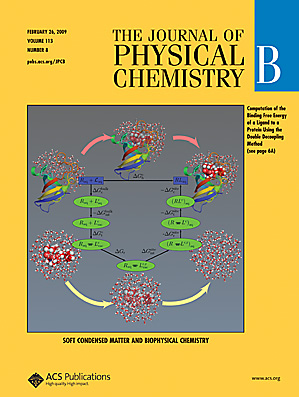 FEBRUARY 26, 2009
VOLUME 113
NUMBER 8
pubs.acs.org/JPCB
THE JOURNAL OF
PHYSICAL
CHEMISTRY
B
Computation of the
Binding Free Energy
of a Ligand to a
Protein Using the
Double Decoupling
Method
(see page 6A)
SOFT CONDENSED MATTER AND BIOPHYSICAL CHEMISTRY
ACS Publications
High quality. High impact.
www.acs.org